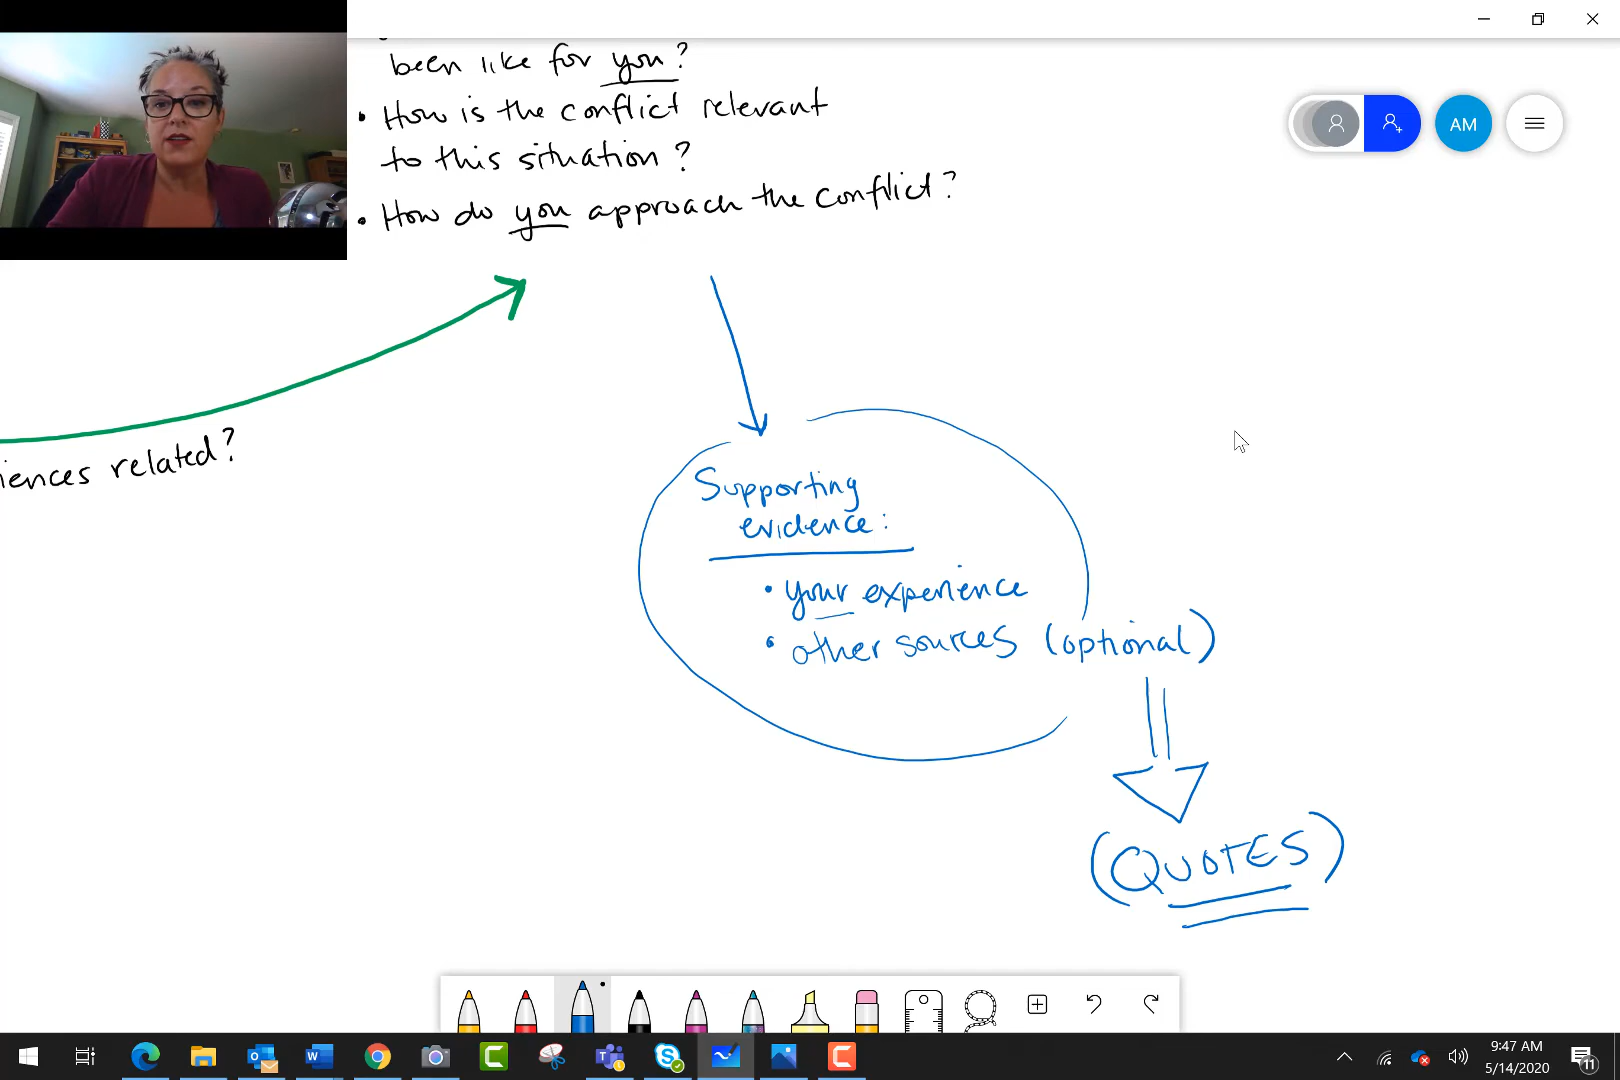 been like for you?
• How is the conflict relevant
to this situation?
• How do you approach the conflict?
AM
iences related?
Supporting
evidence:
• your experience
• other sources (optional)
(QUOTES)
9:47 AM
5/14/2020
11